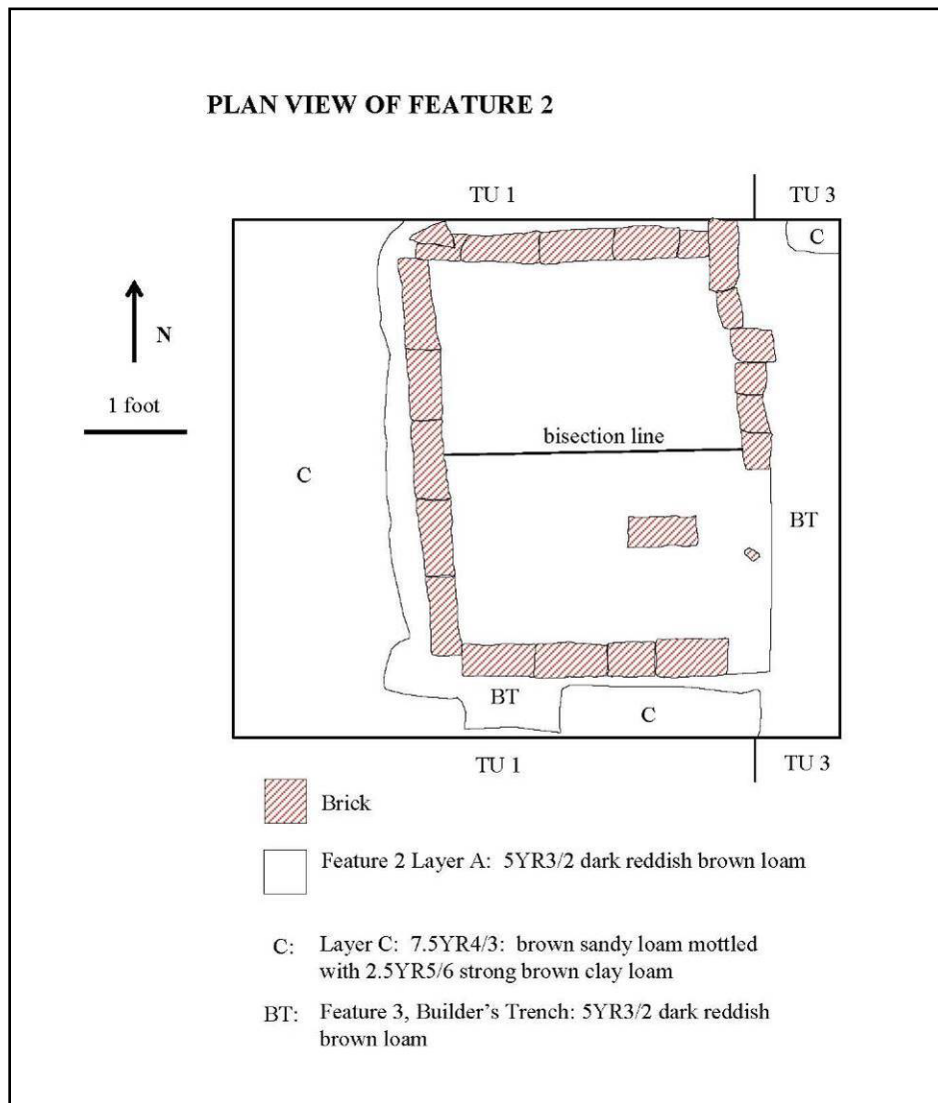 PLAN VIEW OF FEATURE 2
TU 1
TU 3
C
N
1 foot
bisection line
C
BT
BT
C
TU 1
TU 3
Brick
Feature 2 Layer A: 5YR3/2 dark reddish brown loam
C: Layer C: 7.5YR4/3: brown sandy loam mottled
with 2.5YR5/6 strong brown clay loam
BT: Feature 3, Builder's Trench: 5YR3/2 dark reddish
brown loam